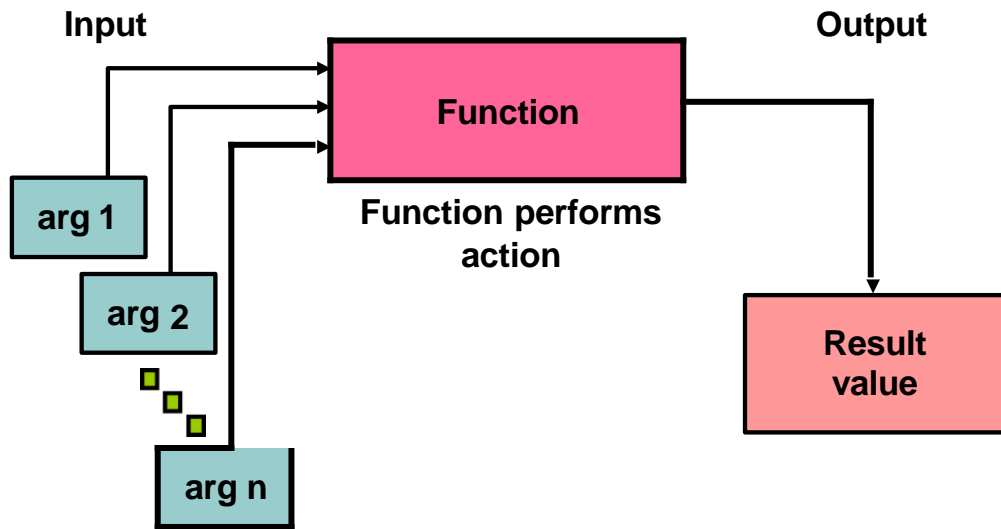 Input
Output
Function
arg 1
Function performs
action
arg 2
Result
value
arg n